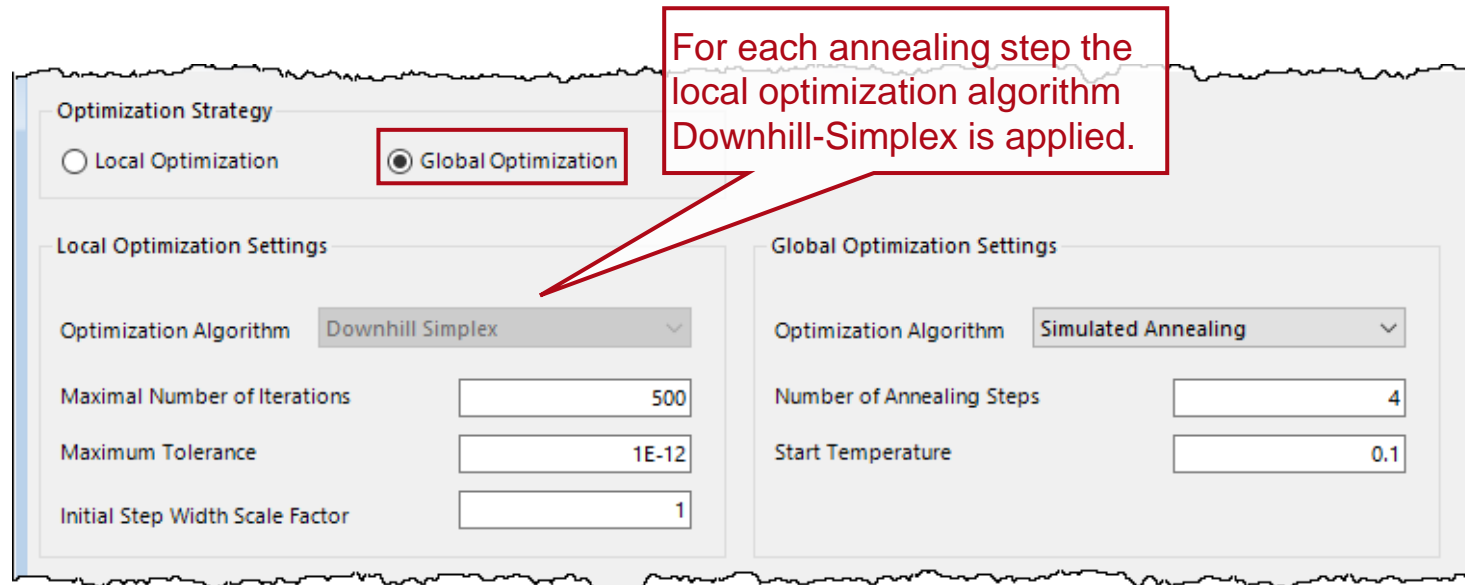 For each annealing step the
local optimization algorithm
Downhill-Simplex is applied.
Optimization Strategy
Local Optimization
Global Optimization
Local Optimization Settings
Optimization Algorithm
Downhill Simplex
Maximal Number of Iterations
500
Maximum Tolerance
1E-12
Initial Step Width Scale Factor
1
Global Optimization Settings
Optimization Algorithm
Simulated Annealing
Number of Annealing Steps
4
Start Temperature
0.1